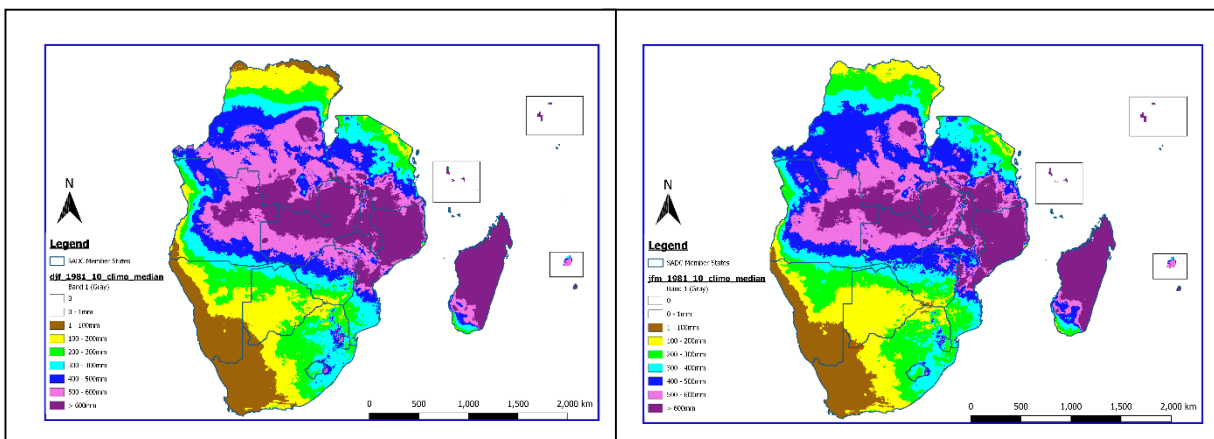 N
Legend
SADC Member States
djf_1981_10_climo_median
Band 1 (Gray)
0
0 - 1mm
1 - 100mm
100 - 200mm
200 - 300mm
300 - 400mm
400 - 500mm
500 - 600mm
> 600mm
0 500 1,000 1,500 2,000 km
N
Legend
SADC Member States
jfm_1981_10_climo_median
Band 1 (Gray)
0
0 - 1mm
1 - 100mm
100 - 200mm
200 - 300mm
300 - 400mm
400 - 500mm
500 - 600mm
> 600mm
0 500 1,000 1,500 2,000 km